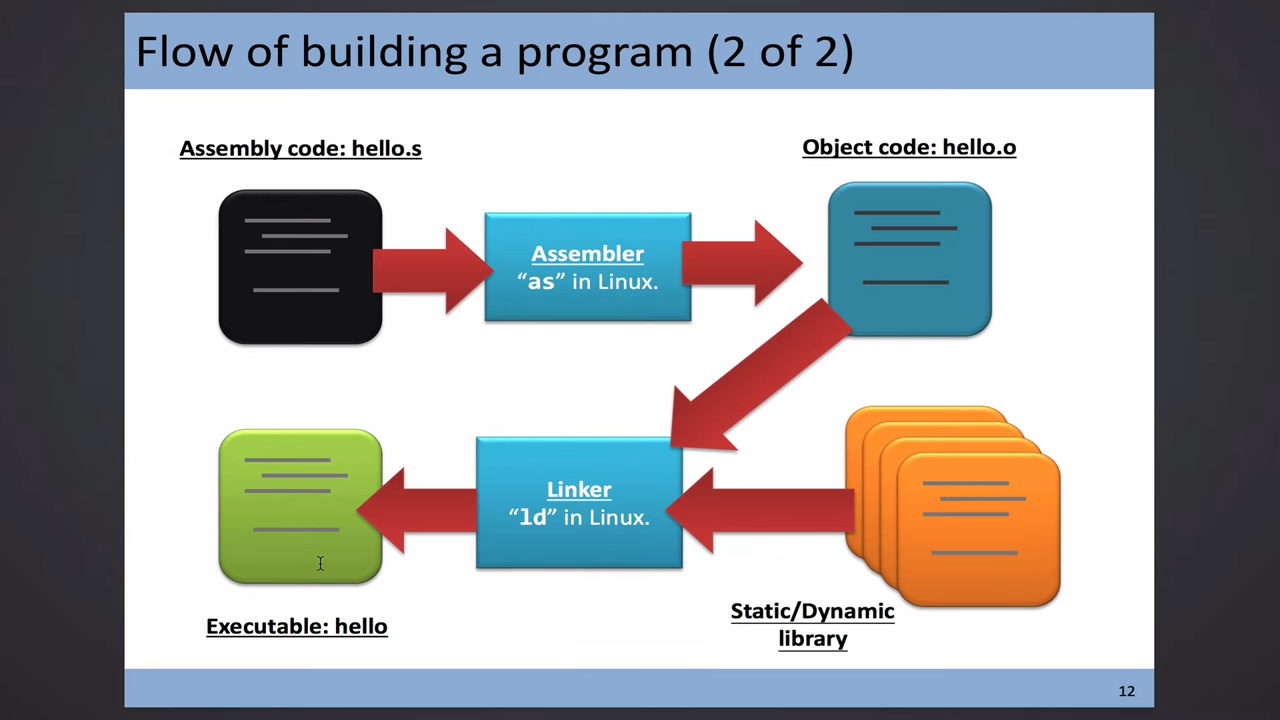 Flow of building a program (2 of 2)
Assembly code: hello.s
Object code: hello.o
Assembler
“as” in Linux.
Linker
“ld” in Linux.
Executable: hello
Static/Dynamic
library
12